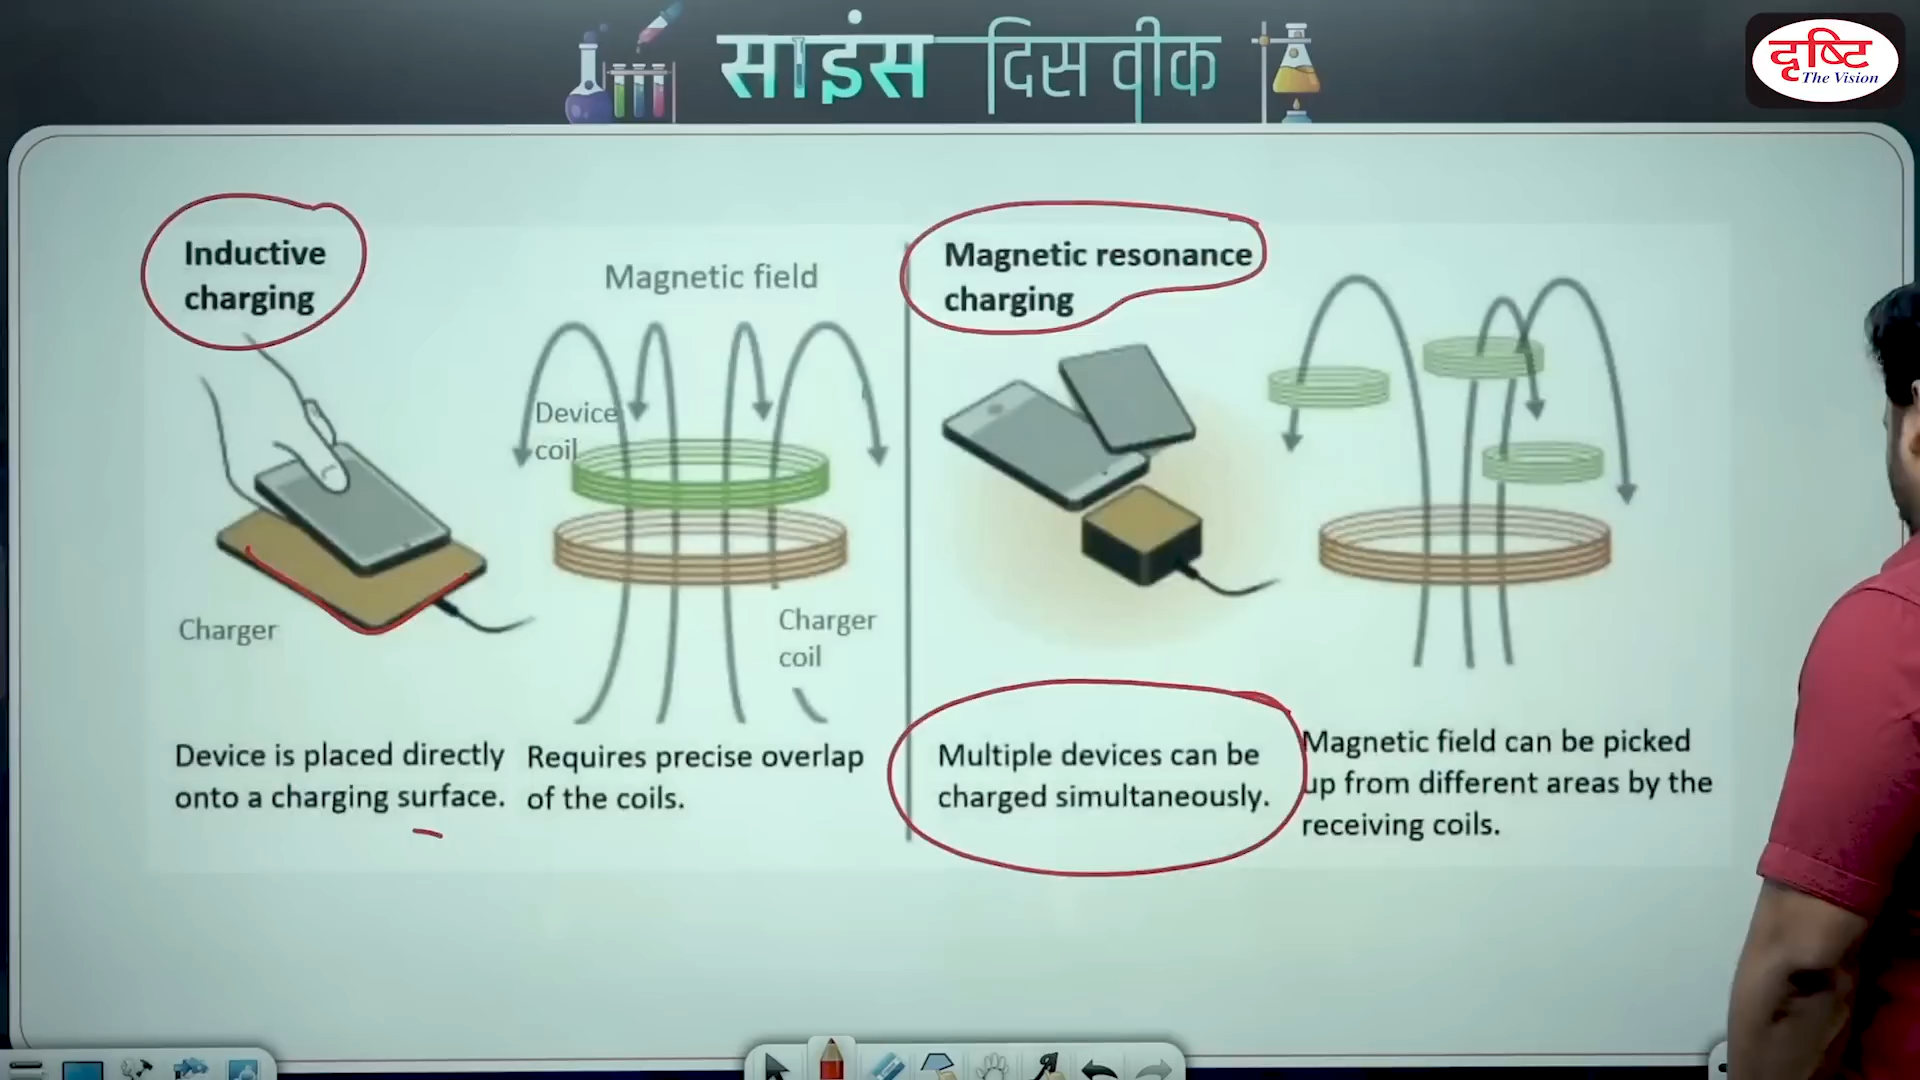 साइंस दिस वीक
दृष्टि
The Vision
Inductive
charging
Magnetic field
Device
coil
Charger
Charger
coil
Device is placed directly
onto a charging surface.
Requires precise overlap
of the coils.
Magnetic resonance
charging
Multiple devices can be
charged simultaneously.
Magnetic field can be picked
up from different areas by the
receiving coils.